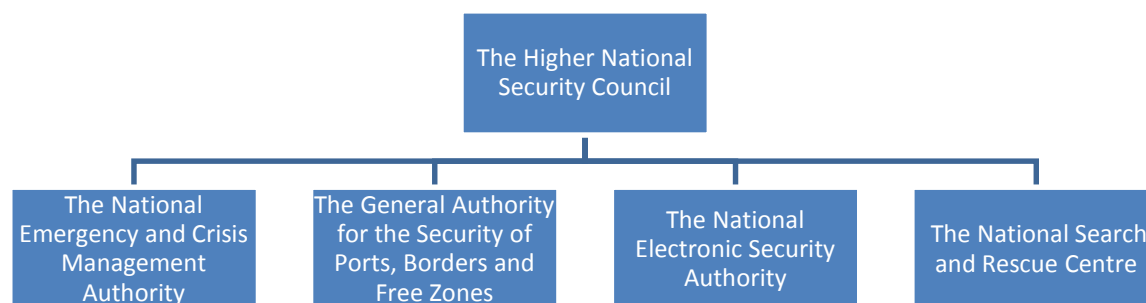 The Higher National
Security Council
The National
Emergency and Crisis
Management
Authority
The General Authority
for the Security of
Ports, Borders and
Free Zones
The National
Electronic Security
Authority
The National Search
and Rescue Centre